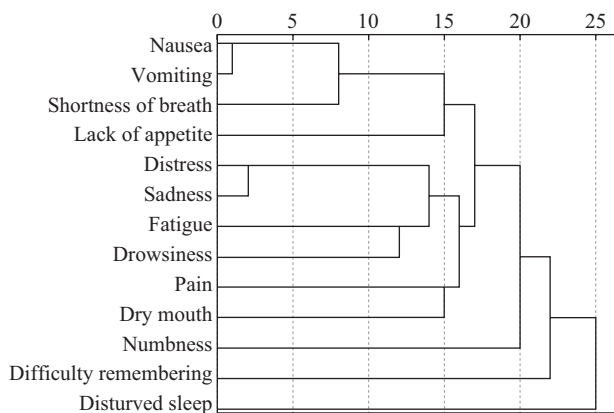 0 5 10 15 20 25
Nausea
Vomiting
Shortness of breath
Lack of appetite
Distress
Sadness
Fatigue
Drowsiness
Pain
Dry mouth
Numbness
Difficulty remembering
Disturved sleep